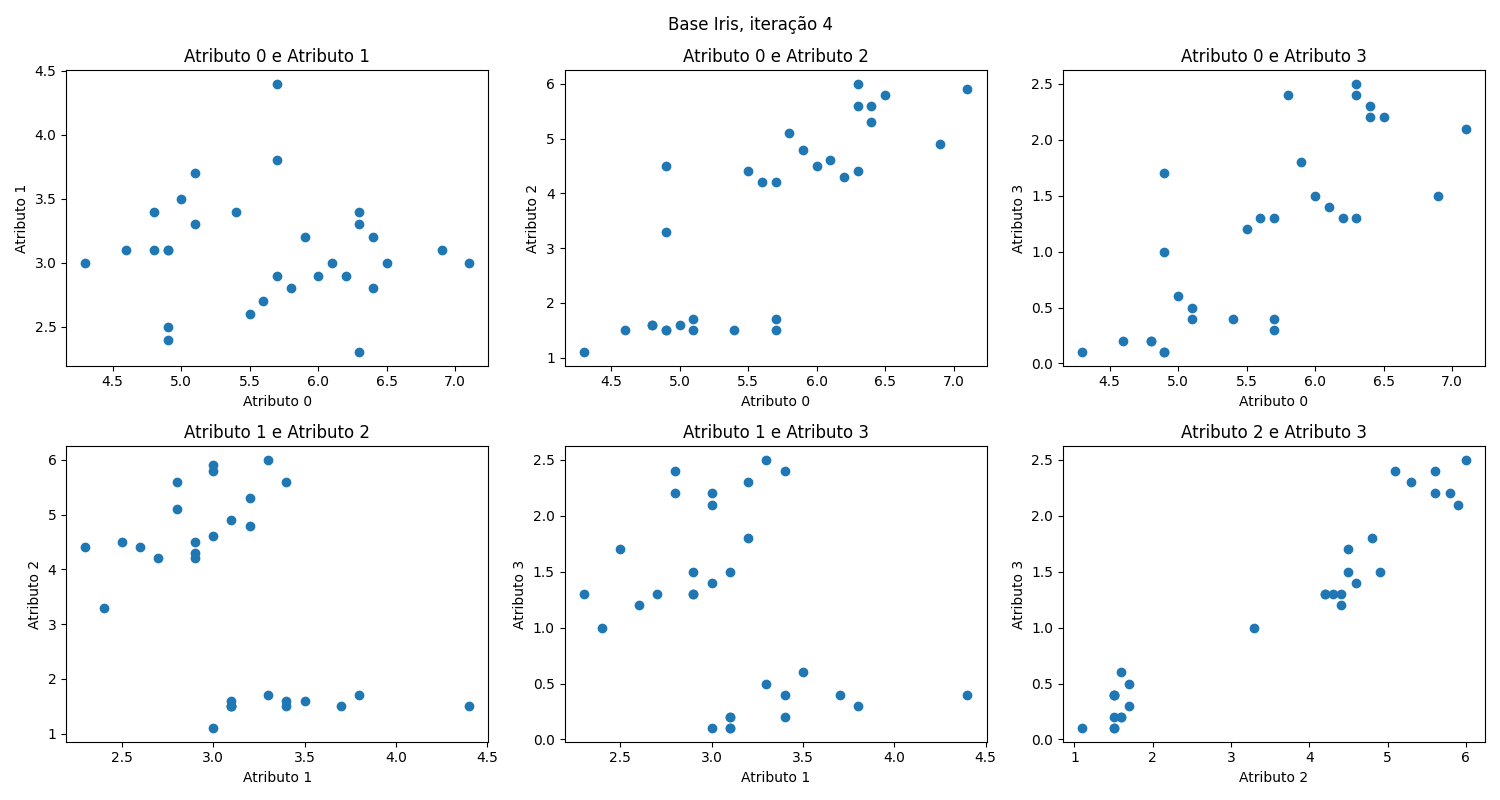 Base Iris, iteração 4
Atributo 0 e Atributo 1
4.5
4.0
3.5
3.0
2.5
Atributo 1
4.5 5.0 5.5 6.0 6.5 7.0
Atributo 0
Atributo 0 e Atributo 2
6
5
4
3
2
1
Atributo 2
4.5 5.0 5.5 6.0 6.5 7.0
Atributo 0
Atributo 0 e Atributo 3
2.5
2.0
1.5
1.0
0.5
0.0
Atributo 3
4.5 5.0 5.5 6.0 6.5 7.0
Atributo 0
Atributo 1 e Atributo 2
6
5
4
3
2
1
Atributo 2
2.5 3.0 3.5 4.0 4.5
Atributo 1
Atributo 1 e Atributo 3
2.5
2.0
1.5
1.0
0.5
0.0
Atributo 3
2.5 3.0 3.5 4.0 4.5
Atributo 1
Atributo 2 e Atributo 3
2.5
2.0
1.5
1.0
0.5
0.0
Atributo 3
1 2 3 4 5 6
Atributo 2